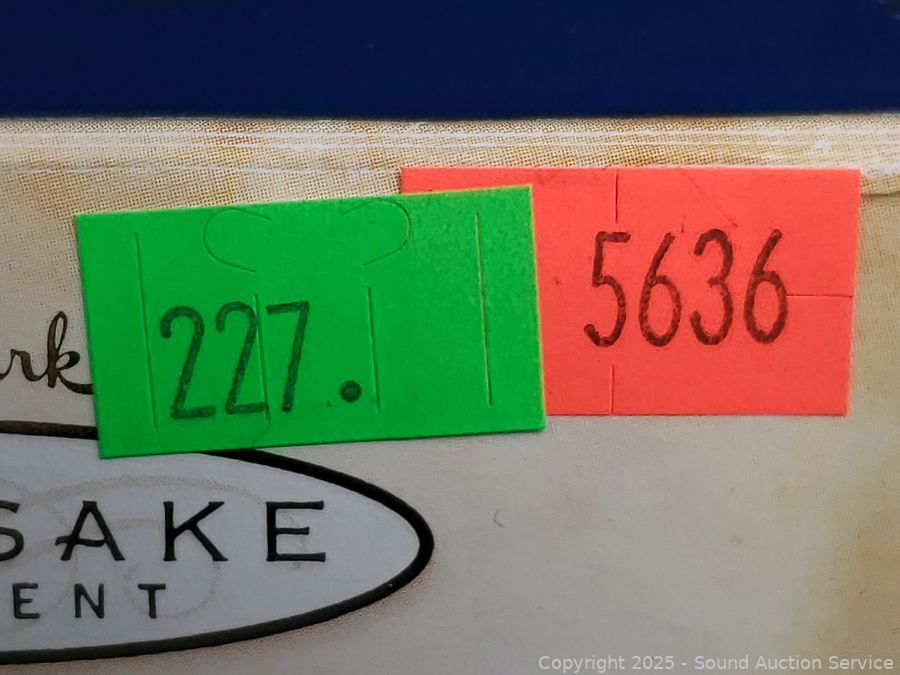 5636
227.
rk
SAKE
ENT
Copyright 2025 - Sound Auction Service